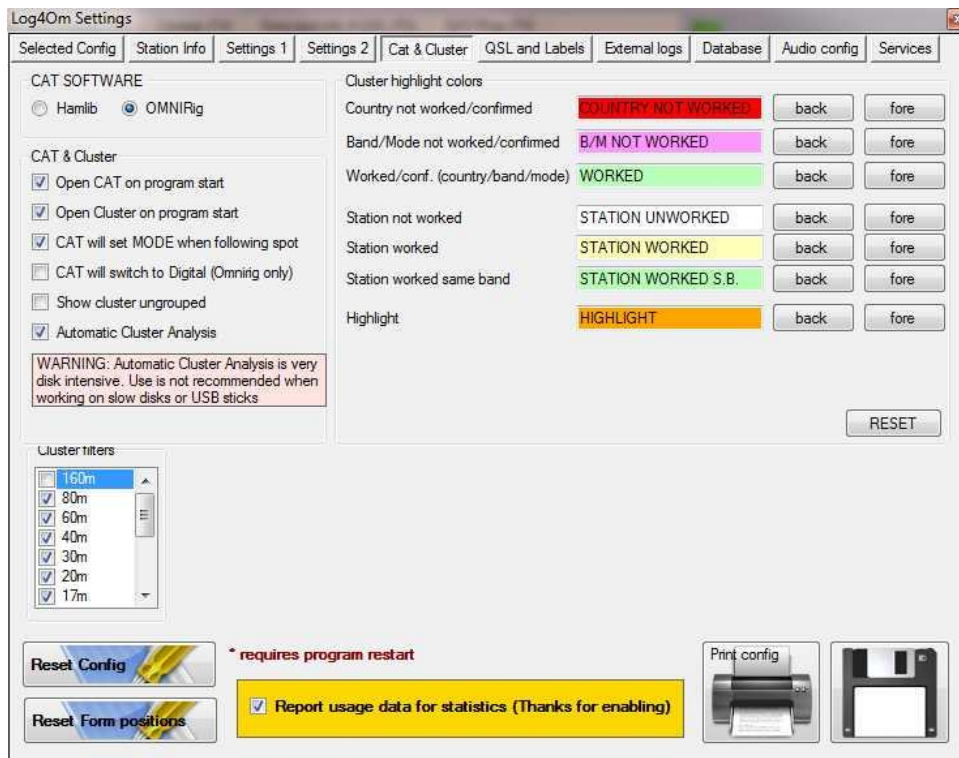 Log4Om Settings
Selected Config Station Info Settings 1 Settings 2 Cat & Cluster QSL and Labels External logs Database Audio config Services
CAT SOFTWARE
Hamlib OMNIRig
CAT & Cluster
Open CAT on program start
Open Cluster on program start
CAT will set MODE when following spot
CAT will switch to Digital (Omnirig only)
Show cluster ungrouped
Automatic Cluster Analysis
WARNING: Automatic Cluster Analysis is very
disk intensive. Use is not recommended when
working on slow disks or USB sticks
Cluster highlight colors
Country not worked/confirmed COUNTRY NOT WORKED back fore
Band/Mode not worked/confirmed B/M NOT WORKED back fore
Worked/conf. (country/band/mode) WORKED back fore
Station not worked STATION UNWORKED back fore
Station worked STATION WORKED back fore
Station worked same band STATION WORKED S.B. back fore
Highlight HIGHLIGHT back fore
RESET
Cluster filters
160m
80m
60m
40m
30m
20m
17m
Reset Config
Reset Form positions
* requires program restart
Report usage data for statistics (Thanks for enabling)
Print config